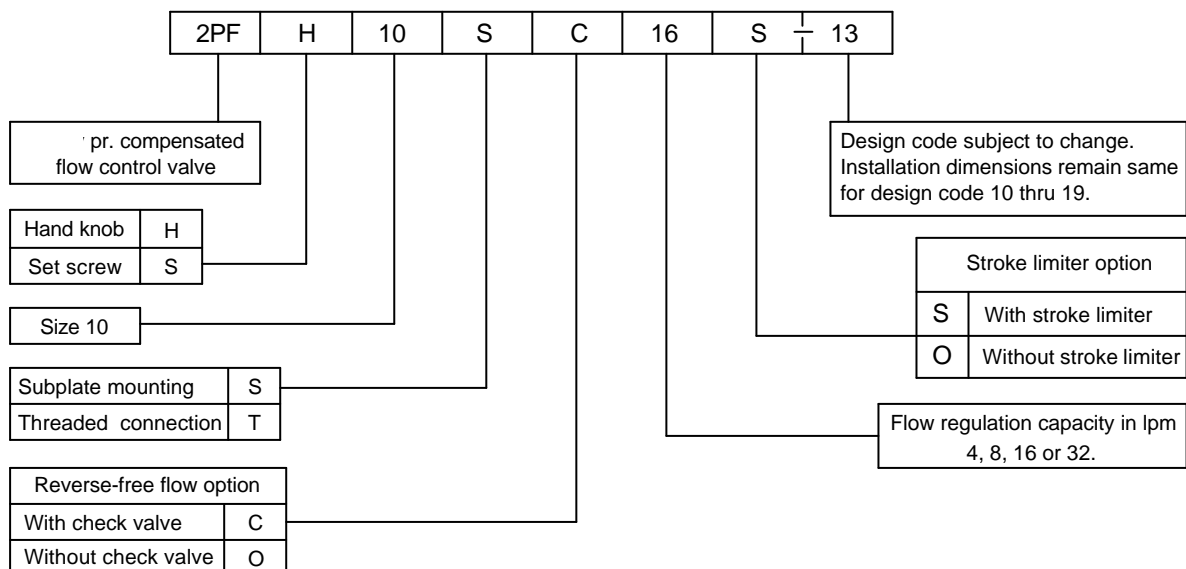 2PF H 10 S C 16 S – 13
pr. compensated
flow control valve
Hand knob H
Set screw S
Size 10
Subplate mounting S
Threaded connection T
Reverse-free flow option
With check valve C
Without check valve O
Design code subject to change.
Installation dimensions remain same
for design code 10 thru 19.
Stroke limiter option
S With stroke limiter
O Without stroke limiter
Flow regulation capacity in lpm
4, 8, 16 or 32.